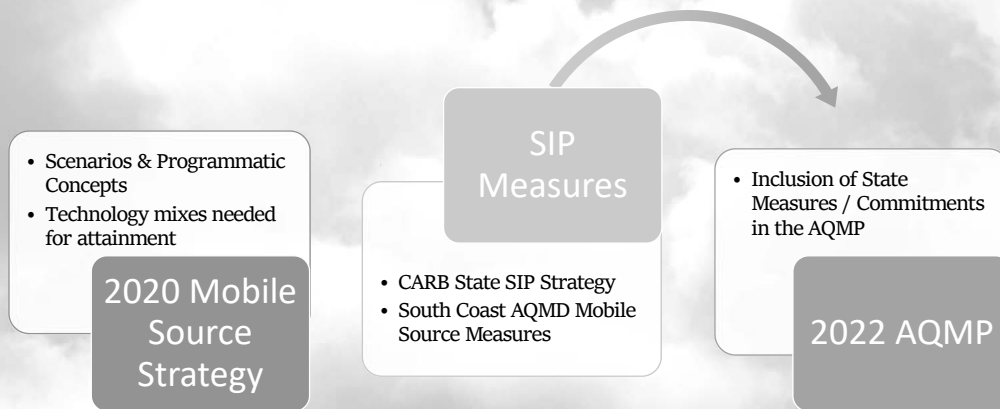 • Scenarios & Programmatic
Concepts
• Technology mixes needed
for attainment
2020 Mobile
Source
Strategy
SIP
Measures
• CARB State SIP Strategy
• South Coast AQMD Mobile
Source Measures
• Inclusion of State
Measures / Commitments
in the AQMP
2022 AQMP